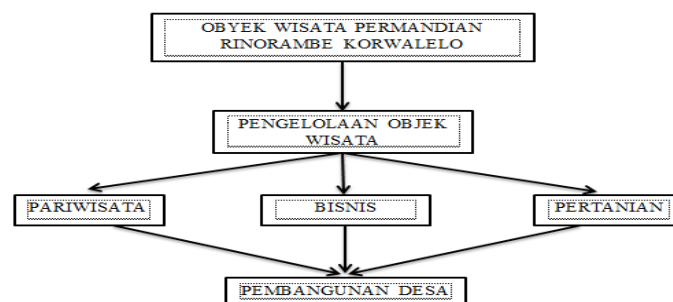 OBYEK WISATA PERMANDIAN
RINORAMBE KORWALELO
PENGELOLAAN OBJEK
WISATA
PARIWISATA
BISNIS
PERTANIAN
PEMBANGUNAN DESA